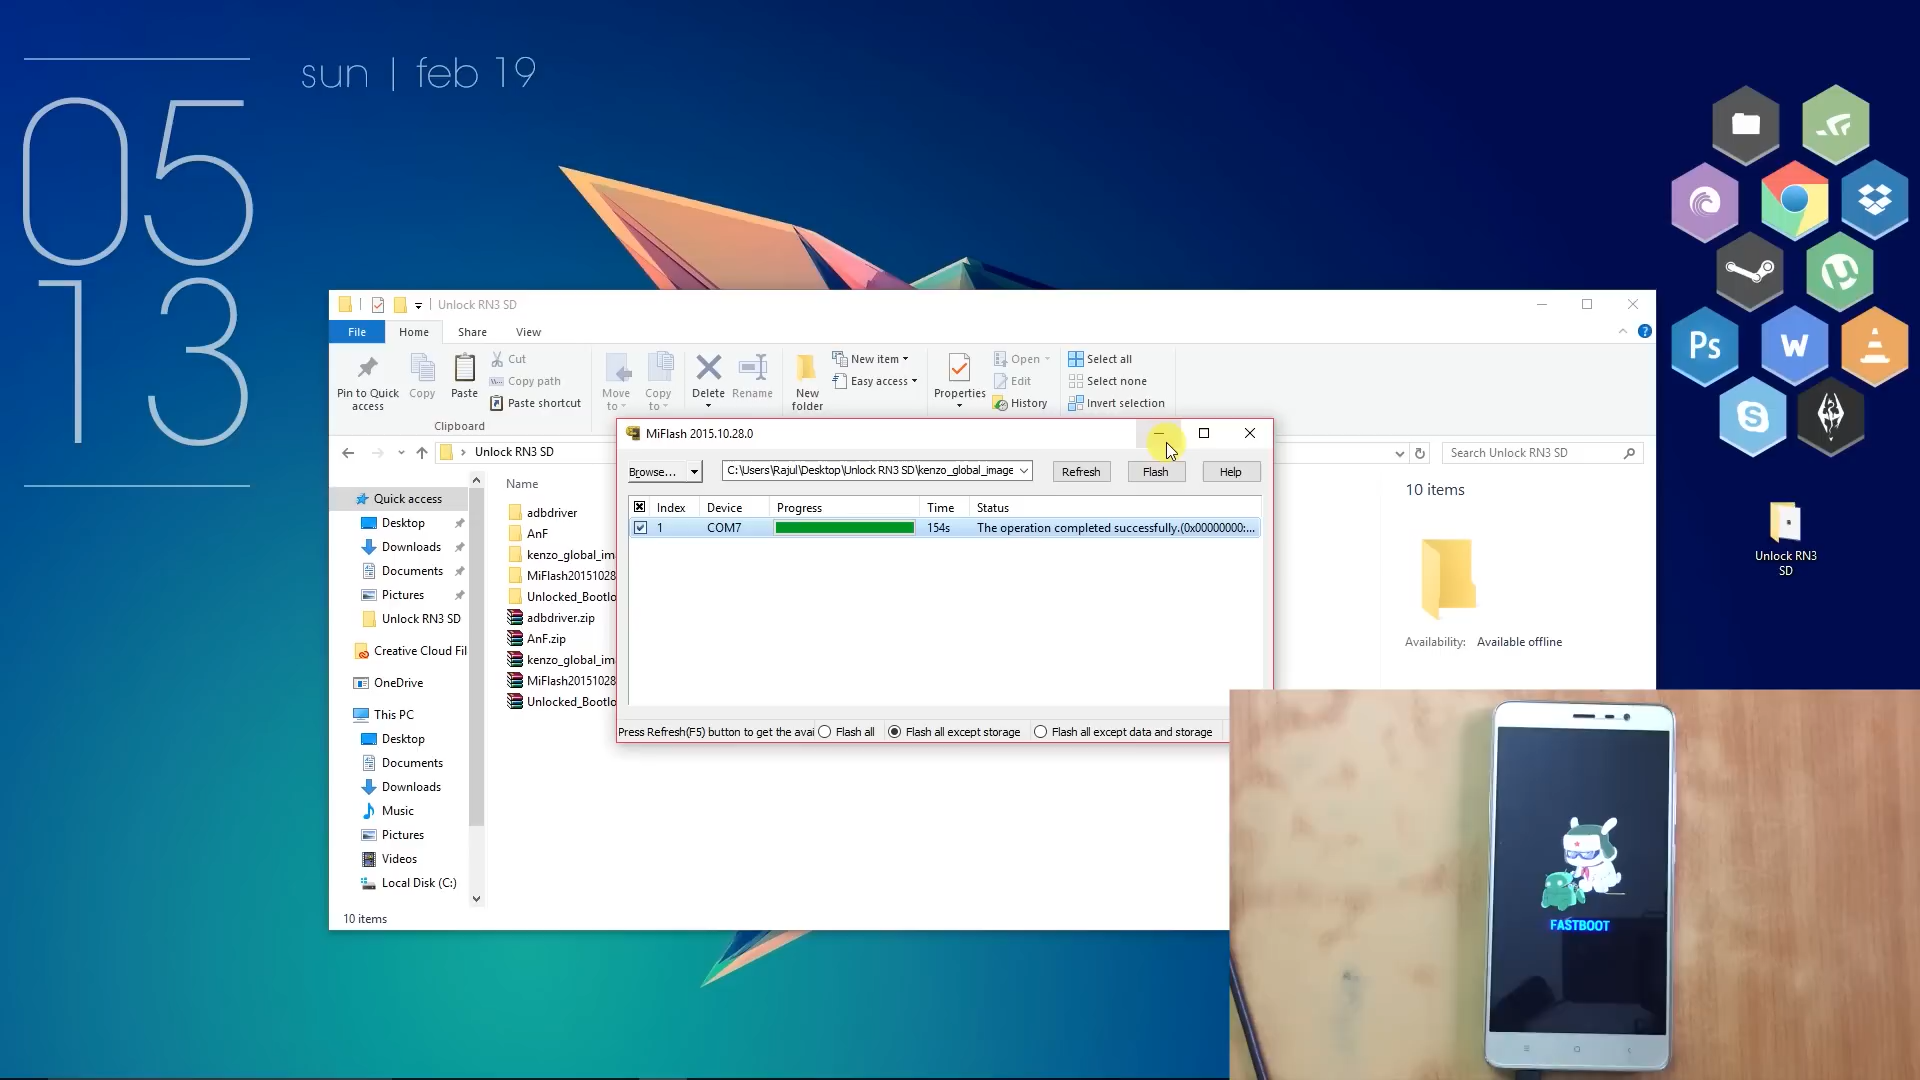 sun | feb 19
05
13
Unlock RN3 SD
File Home Share View
Pin to Quick access
Copy
Paste
Cut
Copy path
Paste shortcut
Clipboard
Move to
Copy to
Delete
Rename
New folder
New item
Easy access
Properties
Open
Edit
History
Select all
Select none
Invert selection
Unlock RN3 SD
Search Unlock RN3 SD
Quick access
Desktop
Downloads
Documents
Pictures
Unlock RN3 SD
Creative Cloud Fil
OneDrive
This PC
Desktop
Documents
Downloads
Music
Pictures
Videos
Local Disk (C:)
10 items
Name
adbdriver
AnF
kenzo_global_im
MiFlash20151028
Unlocked_Bootlo
adbdriver.zip
AnF.zip
kenzo_global_im
MiFlash20151028
Unlocked_Bootlo
MiFlash 2015.10.28.0
Browse... C:\Users\Rajul\Desktop\Unlock RN3 SD\kenzo_global_image Refresh Flash Help
Index Device Progress Time Status
1 COM7 154s The operation completed successfully.(0x00000000:...
Press Refresh(F5) button to get the avai Flash all Flash all except storage Flash all except data and storage
10 items
Availability: Available offline
Ps
W
Unlock RN3
SD
FASTBOOT